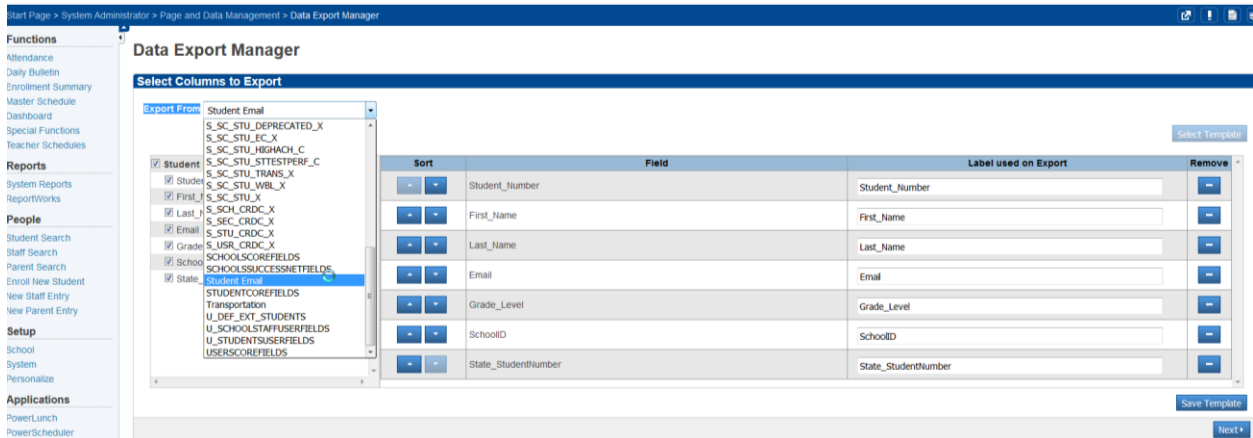 Start Page > System Administrator > Page and Data Management > Data Export Manager
Functions
Attendance
Daily Bulletin
Enrollment Summary
Master Schedule
Dashboard
Special Functions
Teacher Schedules
Reports
System Reports
ReportWorks
People
Student Search
Staff Search
Parent Search
Enroll New Student
New Staff Entry
New Parent Entry
Setup
School
System
Personalize
Applications
PowerLunch
PowerScheduler
Data Export Manager
Select Columns to Export
Export From Student Email
S_SC_STU_DEPRECATED_X
S_SC_STU_EC_X
S_SC_STU_HIGHACH_C
S_SC_STU_STTESTPERF_C
S_SC_STU_TRANS_X
S_SC_STU_WBL_X
S_SC_STU_X
S_SCH_CRDC_X
S_SEC_CRDC_X
S_STU_CRDC_X
S_USR_CRDC_X
SCHOOLSCOREFIELDS
SCHOOLSSUCCESSNETFIELDS
Student Email
STUDENTCOREFIELDS
Transportation
U_DEF_EXT_STUDENTS
U_SCHOOLSTAFFUSERFIELDS
U_STUDENTSUSERFIELDS
USERSCOREFIELDS
Select Template
Student
Email
Sort Field Label used on Export Remove
Student_Number Student_Number
First_Name First_Name
Last_Name Last_Name
Email Email
Grade_Level Grade_Level
SchoolID SchoolID
State_StudentNumber State_StudentNumber
Save Template
Next